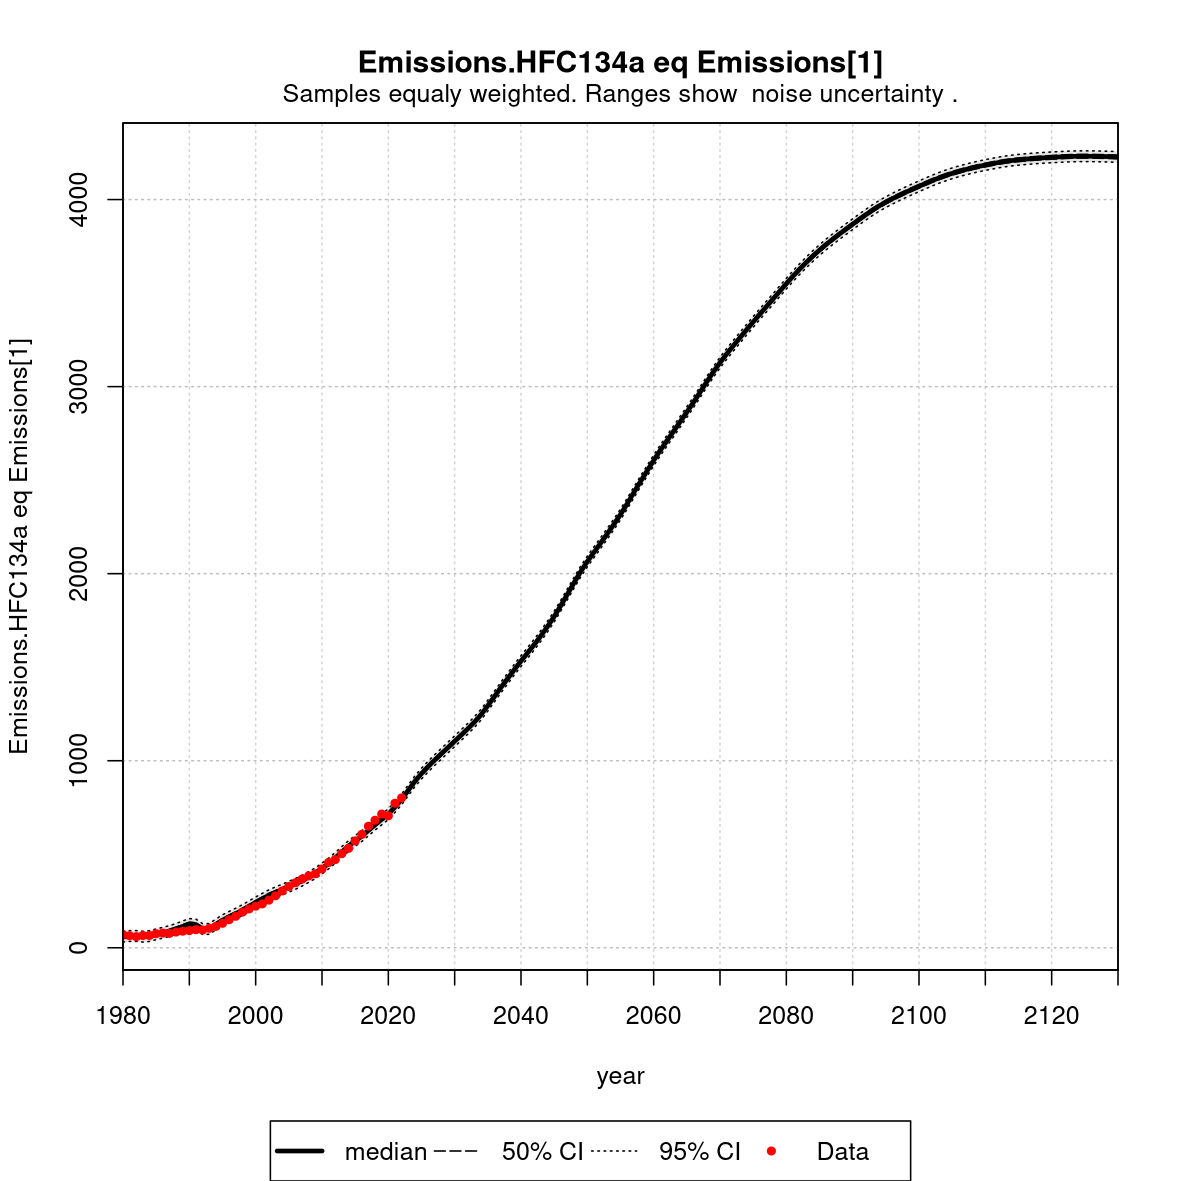 Emissions.HFC134a eq Emissions[1]
Samples equaly weighted. Ranges show  noise uncertainty .
Emissions.HFC134a eq Emissions[1]
4000
3000
2000
1000
0
1980 2000 2020 2040 2060 2080 2100 2120
year
median 50% CI 95% CI Data